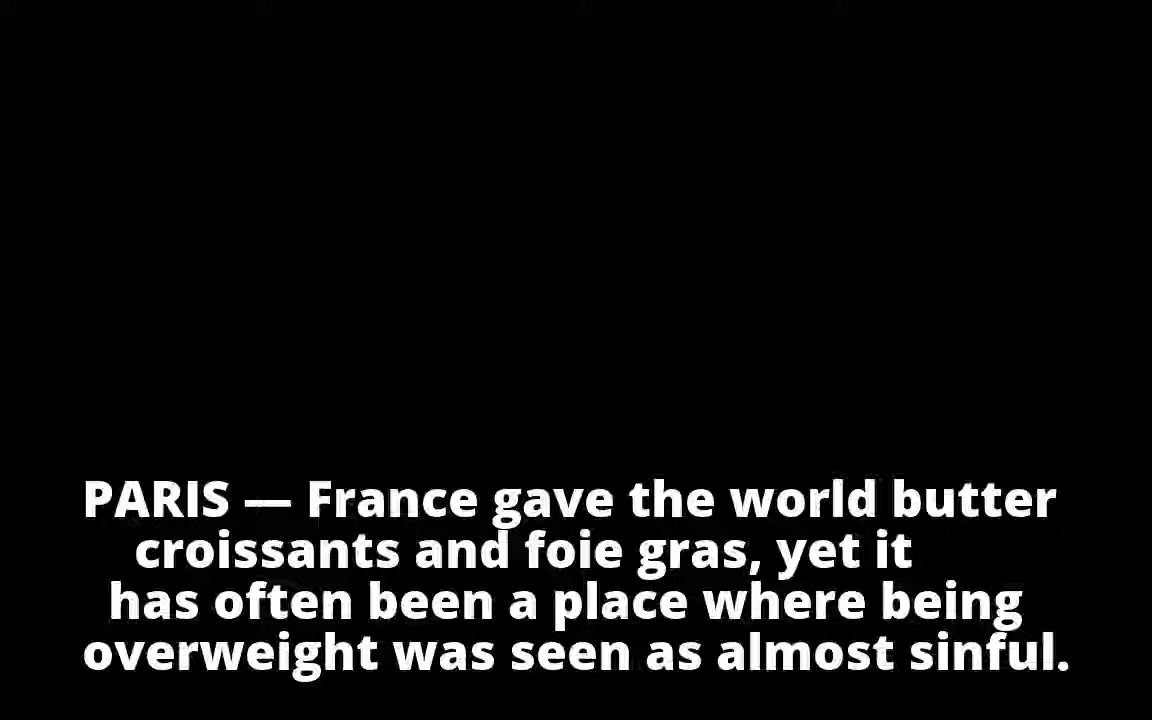 PARIS — France gave the world butter
croissants and foie gras, yet it
has often been a place where being
overweight was seen as almost sinful.